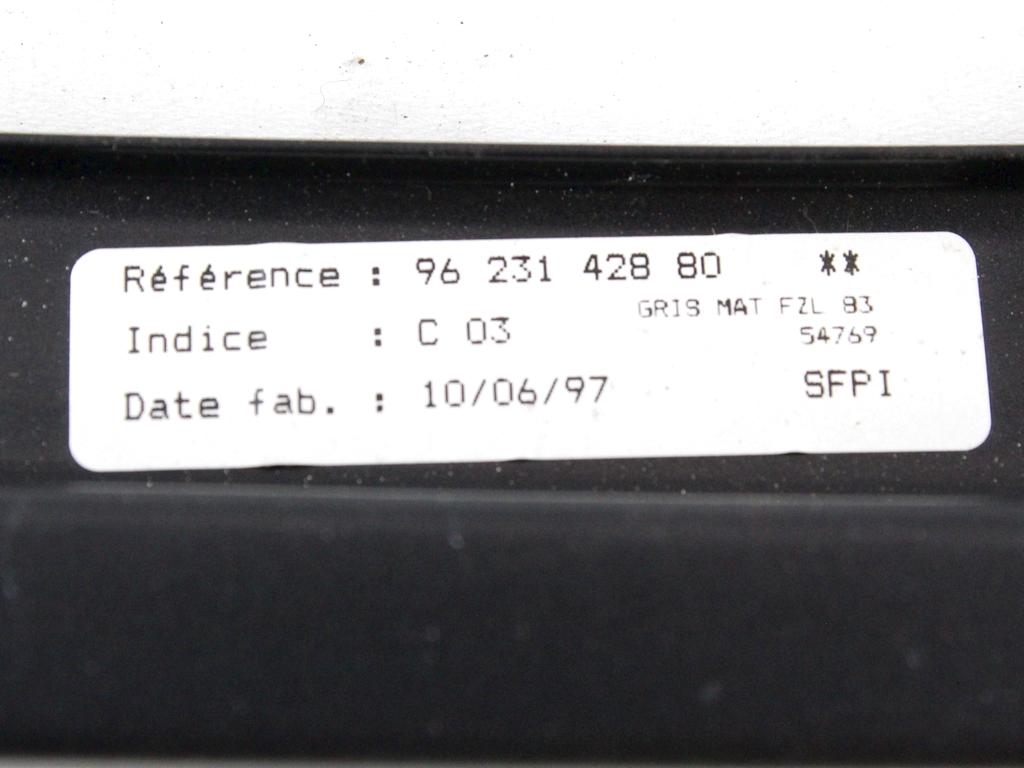 Référence : 96 231 428 80 **
GRIS MAT FZL 83
Indice : C 03
54769
Date fab. : 10/06/97 SFPI